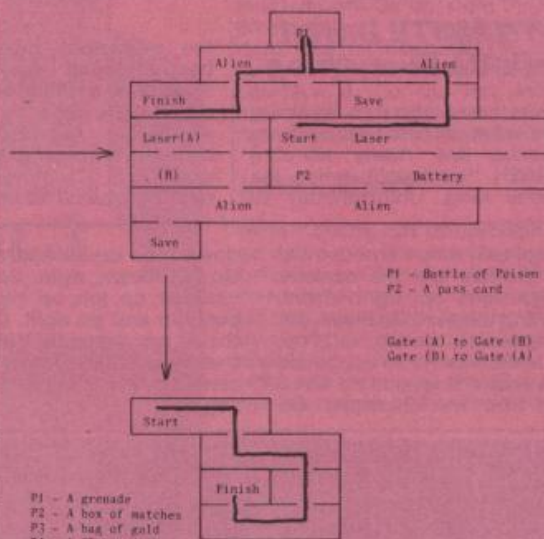 P1
Alien Alien
Finish Save
Laser(A) Start Laser
. (B) P2 Battery
Alien Alien
Save
P1 - Bottle of Poison
P2 - A pass card
Gate (A) to Gate (B)
Gate (B) to Gate (A)
Start
Finish
P1 - A grenade
P2 - A box of matches
P3 - A bag of gold